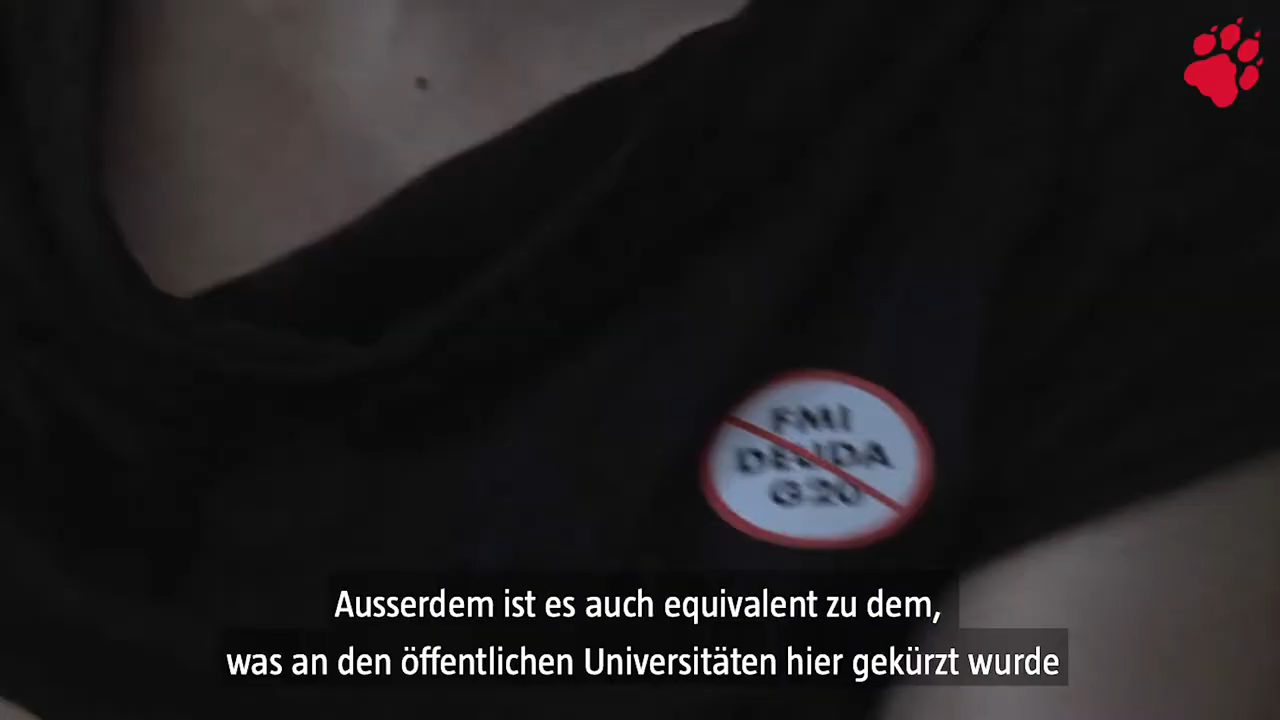 FMI
DEUDA
G20
Ausserdem ist es auch equivalent zu dem,
was an den öffentlichen Universitäten hier gekürzt wurde